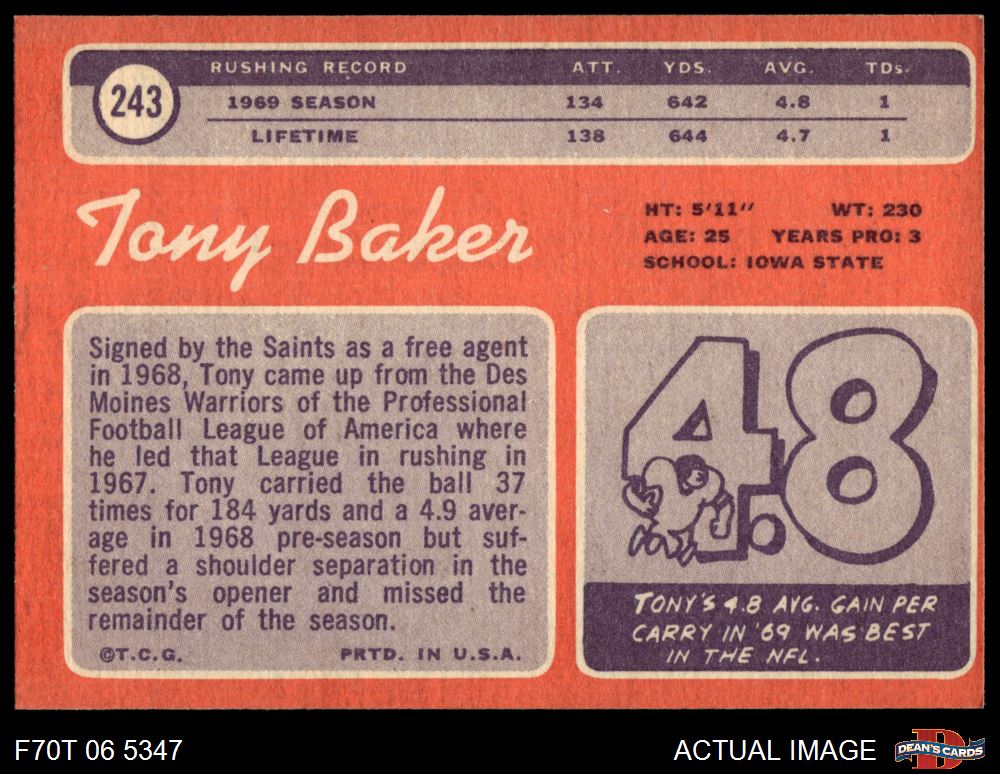 243
RUSHING RECORD ATT. YDS. AVG. TDs.
1969 SEASON 134 642 4.8 1
LIFETIME 138 644 4.7 1
Tony Baker
HT: 5'11" WT: 230
AGE: 25 YEARS PRO: 3
SCHOOL: IOWA STATE
Signed by the Saints as a free agent
in 1968, Tony came up from the Des
Moines Warriors of the Professional
Football League of America where
he led that League in rushing in
1967. Tony carried the ball 37
times for 184 yards and a 4.9 aver-
age in 1968 pre-season but suf-
fered a shoulder separation in the
season's opener and missed the
remainder of the season.
©T.C.G. PRTD. IN U.S.A.
4.8
TONY'S 4.8 AVG. GAIN PER
CARRY IN '69 WAS BEST
IN THE NFL.
F70T 06 5347
ACTUAL IMAGE
D
DEAN'S CARDS